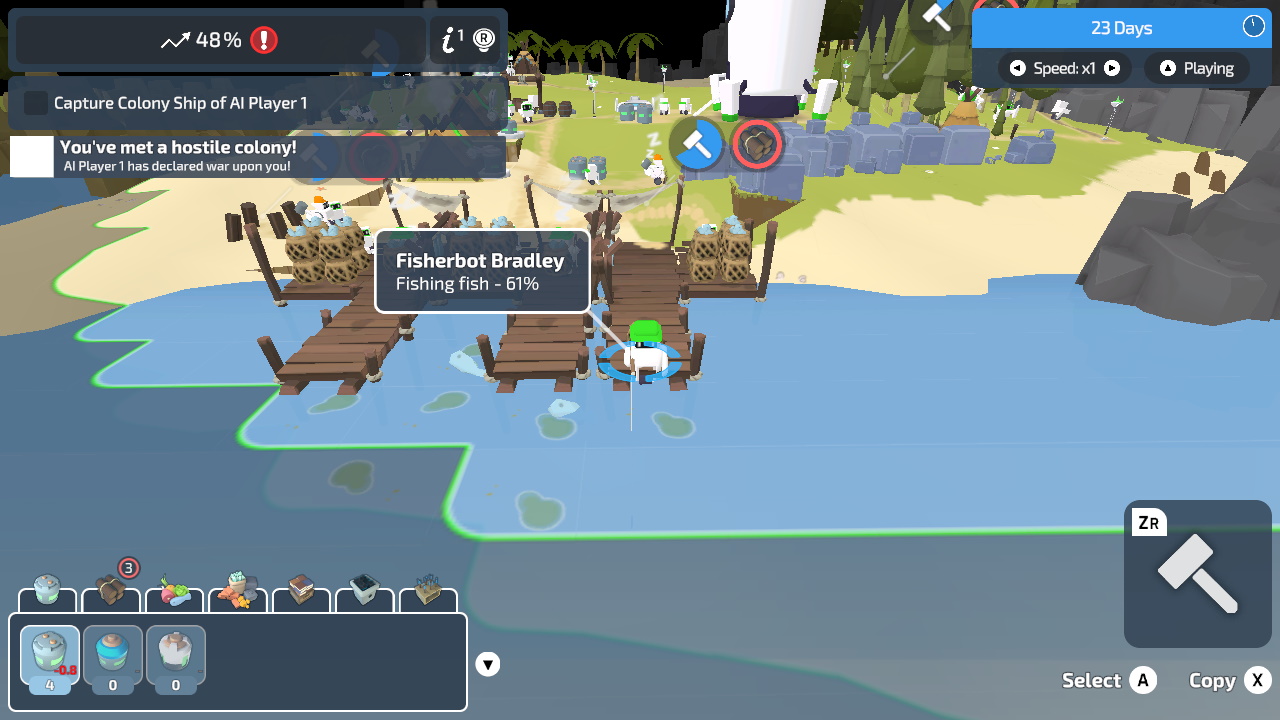 48%
i 1 R
23 Days
Speed: x1
Playing
Capture Colony Ship of AI Player 1
You've met a hostile colony!
AI Player 1 has declared war upon you!
z
z
Fisherbot Bradley
Fishing fish - 61%
ZR
3
-0.8
4
0
0
Select A
Copy X